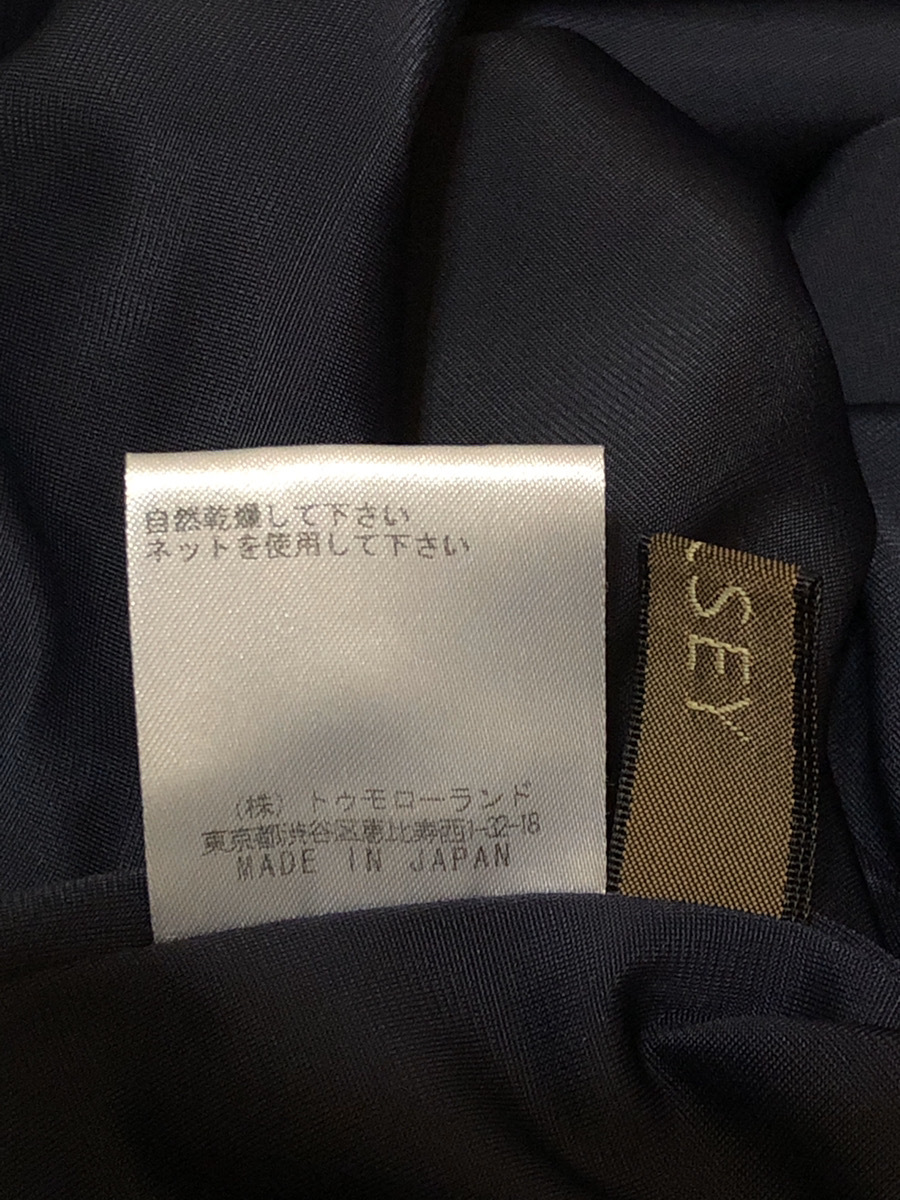 自然乾燥して下さい
ネットを使用して下さい
(株) トゥモローランド
東京都渋谷区恵比寿西1-32-18
MADE IN JAPAN
SEY